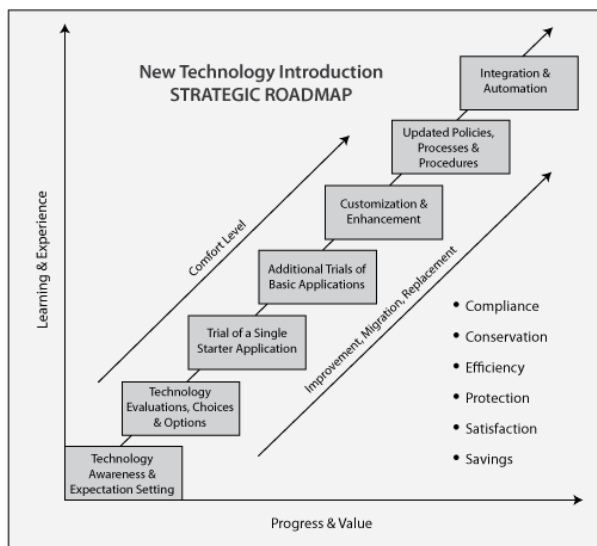 New Technology Introduction
STRATEGIC ROADMAP
Integration &
Automation
Updated Policies,
Processes &
Procedures
Customization &
Enhancement
Additional Trials of
Basic Applications
Trial of a Single
Starter Application
Technology
Evaluations, Choices
& Options
Technology
Awareness &
Expectation Setting
Comfort Level
Improvement, Migration, Replacement
• Compliance
• Conservation
• Efficiency
• Protection
• Satisfaction
• Savings
Learning & Experience
Progress & Value